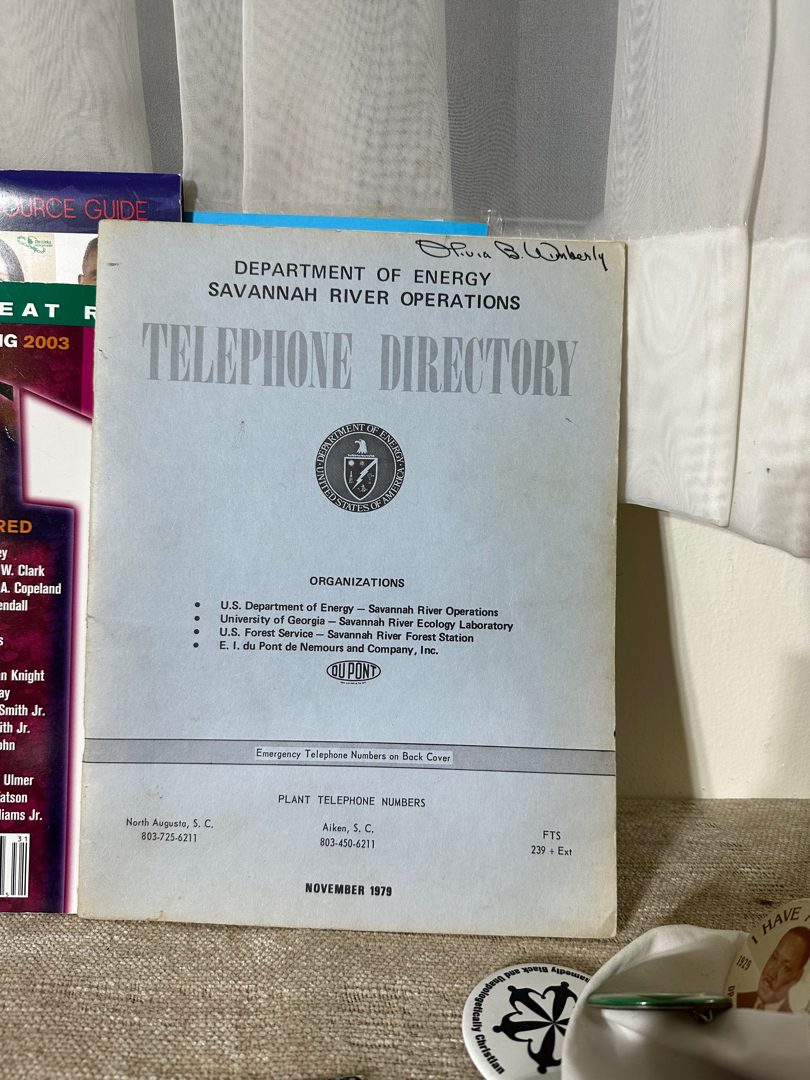 OURCE GUIDE
EAT R
NG 2003
RED
ey
W. Clark
A. Copeland
endall
s
n Knight
ay
Smith Jr.
ith Jr.
ohn
Ulmer
atson
liams Jr.
31
Olivia B. Wimberly
DEPARTMENT OF ENERGY
SAVANNAH RIVER OPERATIONS
TELEPHONE DIRECTORY
DEPARTMENT OF ENERGY
UNITED STATES OF AMERICA
ORGANIZATIONS
• U.S. Department of Energy — Savannah River Operations
• University of Georgia — Savannah River Ecology Laboratory
• U.S. Forest Service — Savannah River Forest Station
• E. I. du Pont de Nemours and Company, Inc.
DU PONT
Emergency Telephone Numbers on Back Cover
PLANT TELEPHONE NUMBERS
North Augusta, S. C.
803-725-6211
Aiken, S. C.
803-450-6211
FTS
239 + Ext
NOVEMBER 1979
amedly Black and Unapologetically Christian
I HAVE A
1929